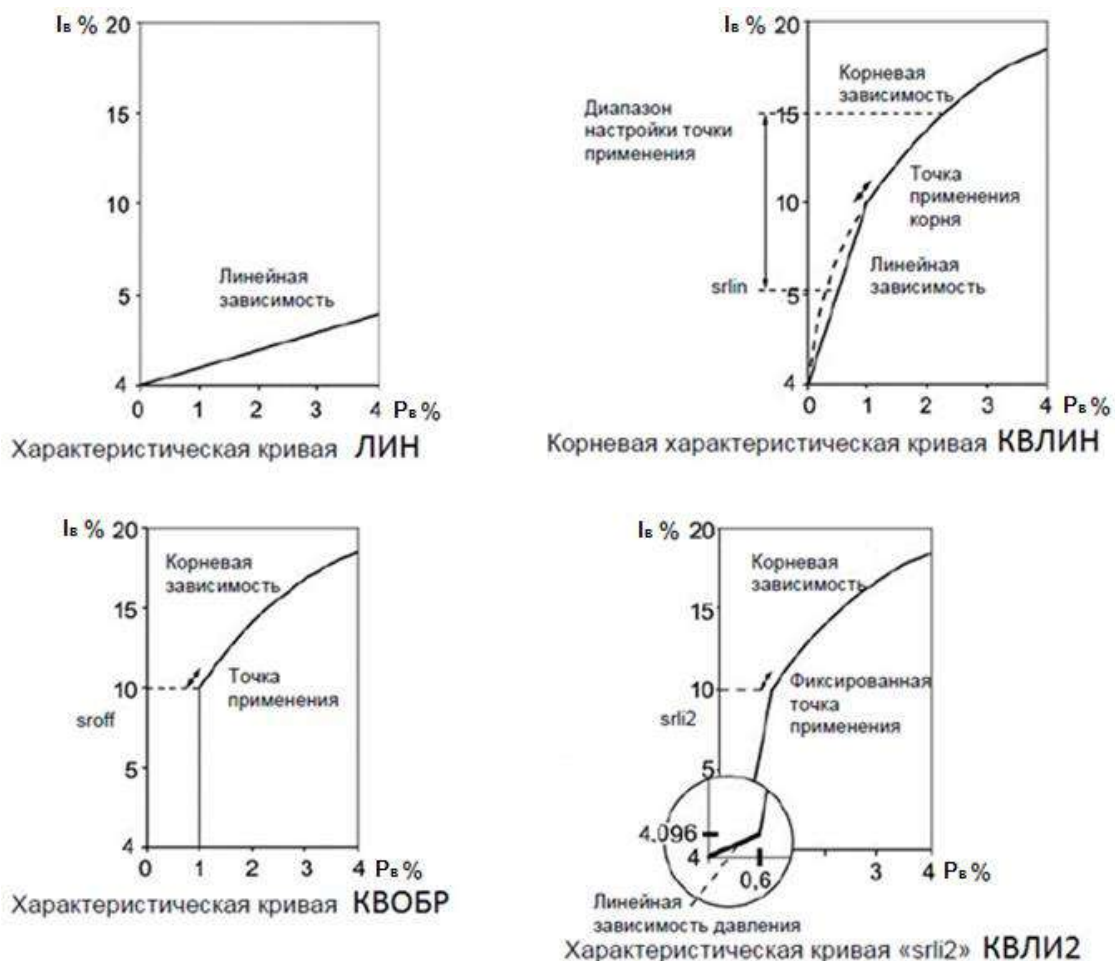 Iв % 20
15
10
5
4
Линейная
зависимость
0 1 2 3 4 Pв %
Характеристическая кривая ЛИН
Iв % 20
15
10
5
4
Корневая
зависимость
Диапазон
настройки точки
применения
Точка
применения
корня
Линейная
зависимость
srlin
0 1 2 3 4 Pв %
Корневая характеристическая кривая КВЛИН
Iв % 20
15
10
5
4
Корневая
зависимость
Точка
применения
sroff
0 1 2 3 4 Pв %
Характеристическая кривая КВОБР
Iв % 20
15
10
5
Корневая
зависимость
Фиксированная
точка
применения
srli2
4.096
4
0,6
3 4 Pв %
Линейная
зависимость давления
Характеристическая кривая «srli2» КВЛИ2